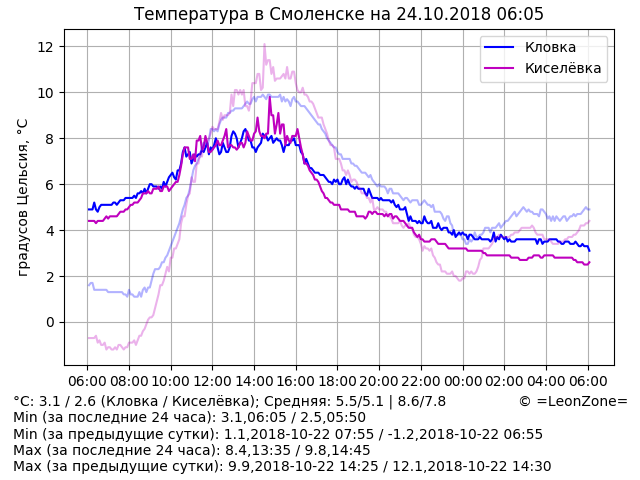 Температура в Смоленске на 24.10.2018 06:05
Кловка
Киселёвка
градусов Цельсия, °C
12
10
8
6
4
2
0
06:00 08:00 10:00 12:00 14:00 16:00 18:00 20:00 22:00 00:00 02:00 04:00 06:00
°C: 3.1 / 2.6 (Кловка / Киселёвка); Средняя: 5.5/5.1 | 8.6/7.8 © =LeonZone=
Min (за последние 24 часа): 3.1,06:05 / 2.5,05:50
Min (за предыдущие сутки): 1.1,2018-10-22 07:55 / -1.2,2018-10-22 06:55
Max (за последние 24 часа): 8.4,13:35 / 9.8,14:45
Max (за предыдущие сутки): 9.9,2018-10-22 14:25 / 12.1,2018-10-22 14:30